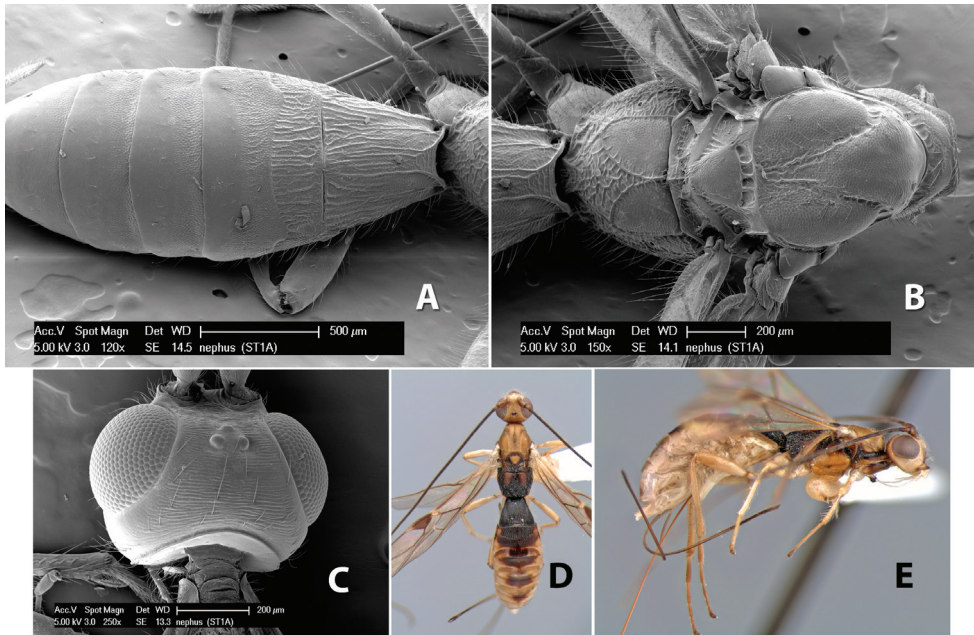 A
Acc.V Spot Magn Det WD 500 µm
5.00 kV 3.0 120x SE 14.5 nephus (ST1A)
B
Acc.V Spot Magn Det WD 200 µm
5.00 kV 3.0 150x SE 14.1 nephus (ST1A)
C
Acc.V Spot Magn Det WD 200 µm
5.00 kV 3.0 250x SE 13.3 nephus (ST1A)
D
E